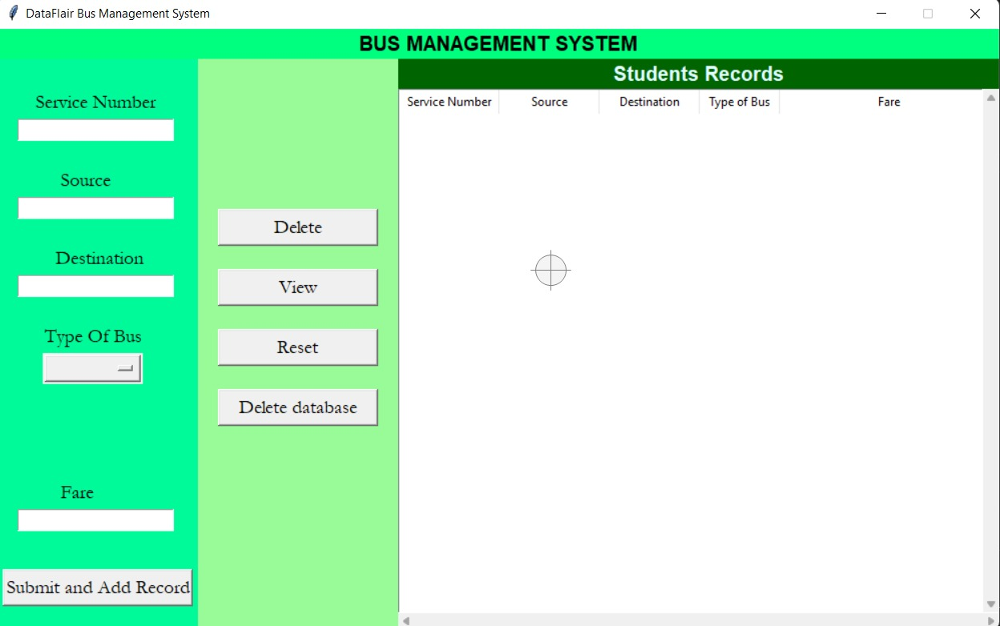 DataFlair Bus Management System
BUS MANAGEMENT SYSTEM
Service Number
Source
Destination
Type Of Bus
Fare
Submit and Add Record
Delete
View
Reset
Delete database
Students Records
Service Number Source Destination Type of Bus Fare